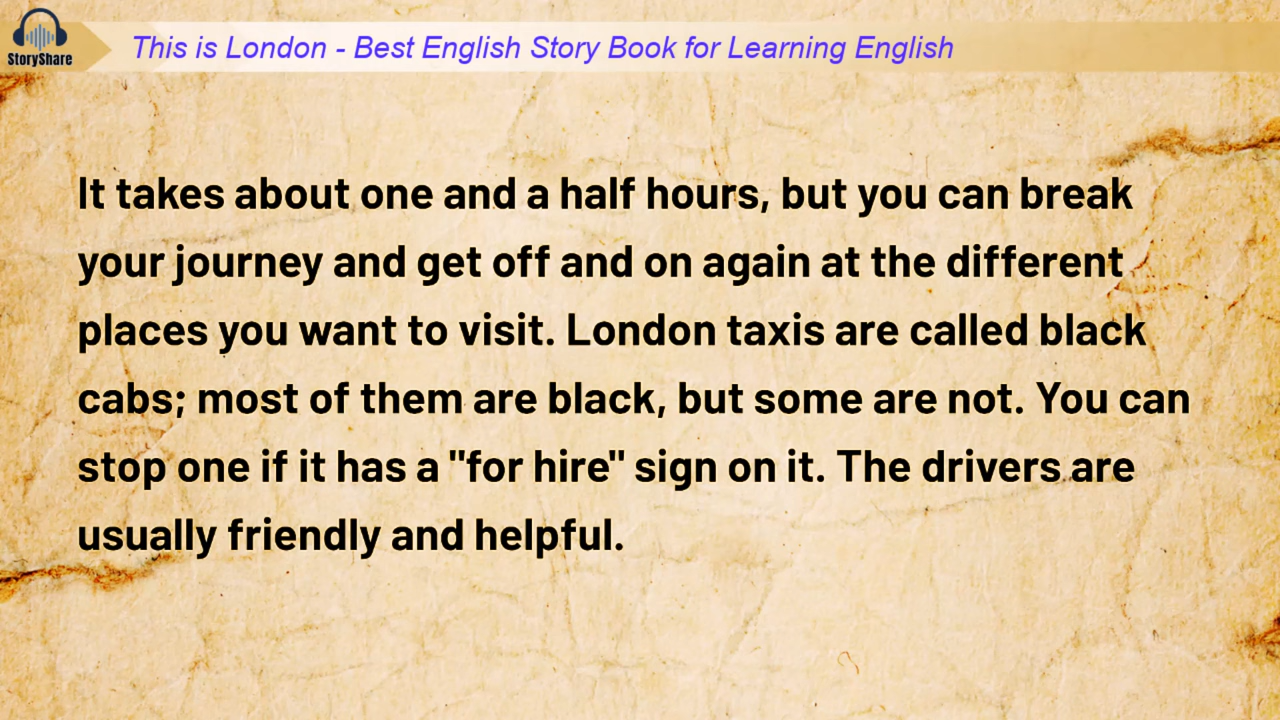 StoryShare
This is London - Best English Story Book for Learning English
It takes about one and a half hours, but you can break
your journey and get off and on again at the different
places you want to visit. London taxis are called black
cabs; most of them are black, but some are not. You can
stop one if it has a "for hire" sign on it. The drivers are
usually friendly and helpful.